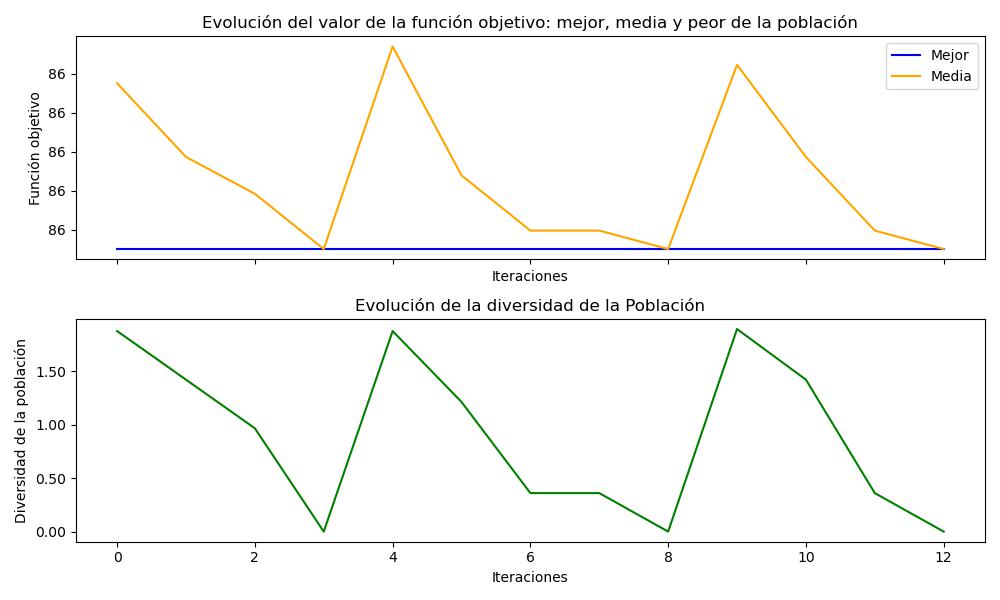 Evolución del valor de la función objetivo: mejor, media y peor de la población
Mejor
Media
86
86
86
86
86
Función objetivo
Iteraciones
Evolución de la diversidad de la Población
1.50
1.00
0.50
0.00
Diversidad de la población
0 2 4 6 8 10 12
Iteraciones